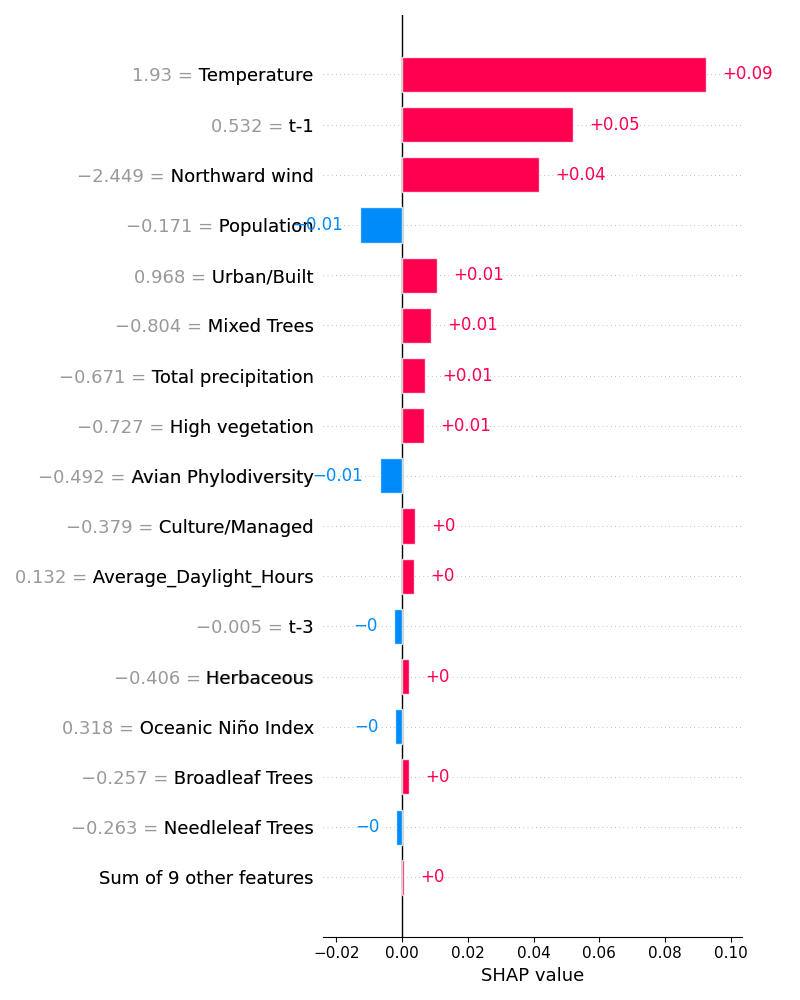 1.93 = Temperature +0.09
0.532 = t-1 +0.05
−2.449 = Northward wind +0.04
−0.171 = Population −0.01
0.968 = Urban/Built +0.01
−0.804 = Mixed Trees +0.01
−0.671 = Total precipitation +0.01
−0.727 = High vegetation +0.01
−0.492 = Avian Phylodiversity −0.01
−0.379 = Culture/Managed +0
0.132 = Average_Daylight_Hours +0
−0.005 = t-3 −0
−0.406 = Herbaceous +0
0.318 = Oceanic Niño Index −0
−0.257 = Broadleaf Trees +0
−0.263 = Needleleaf Trees −0
Sum of 9 other features +0
−0.02 0.00 0.02 0.04 0.06 0.08 0.10
SHAP value